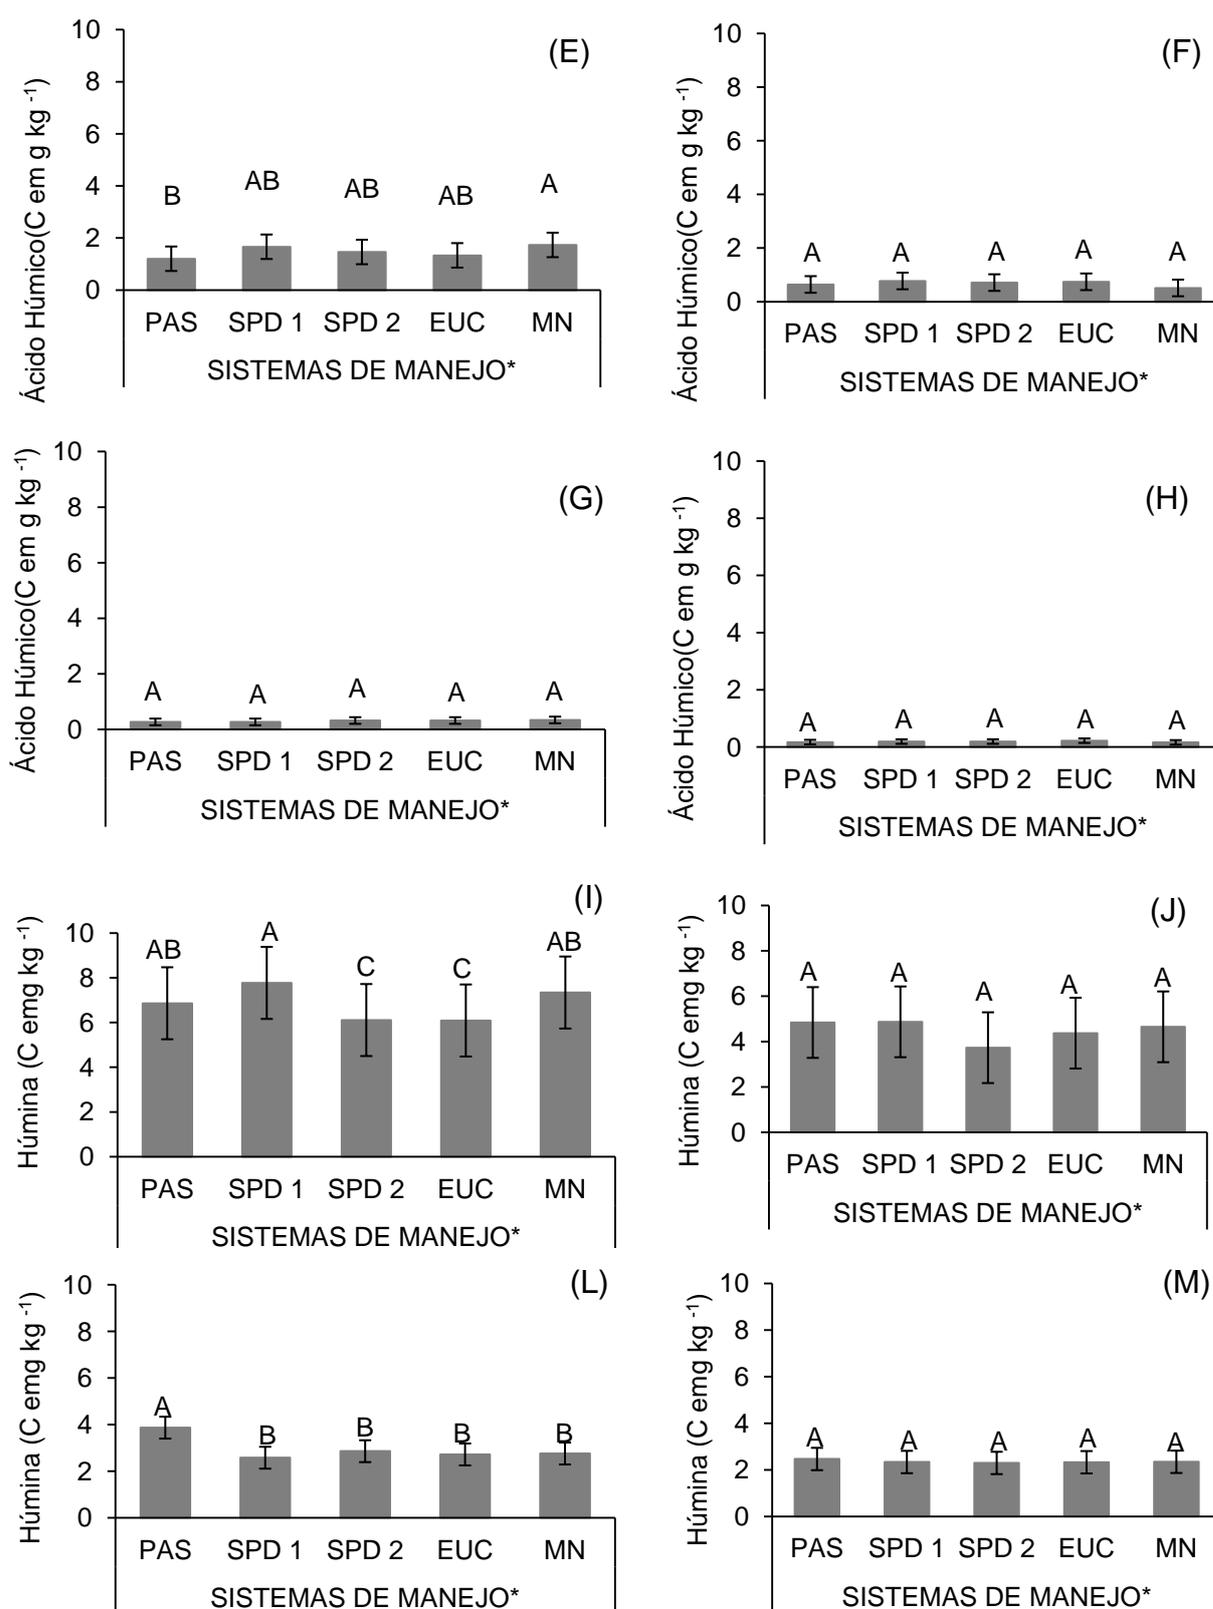 (E)
Ácido Húmico(C em g kg -1)
10
8
6
4
2
0
B AB AB AB A
PAS SPD 1 SPD 2 EUC MN
SISTEMAS DE MANEJO*
(F)
Ácido Húmico(C em g kg -1)
10
8
6
4
2
0
A A A A A
PAS SPD 1 SPD 2 EUC MN
SISTEMAS DE MANEJO*
(G)
Ácido Húmico(C em g kg -1)
10
8
6
4
2
0
A A A A A
PAS SPD 1 SPD 2 EUC MN
SISTEMAS DE MANEJO*
(H)
Ácido Húmico(C em g kg -1)
10
8
6
4
2
0
A A A A A
PAS SPD 1 SPD 2 EUC MN
SISTEMAS DE MANEJO*
(I)
Húmina (C emg kg -1)
10
8
6
4
2
0
AB A C C AB
PAS SPD 1 SPD 2 EUC MN
SISTEMAS DE MANEJO*
(J)
Húmina (C emg kg -1)
10
8
6
4
2
0
A A A A A
PAS SPD 1 SPD 2 EUC MN
SISTEMAS DE MANEJO*
(L)
Húmina (C emg kg -1)
10
8
6
4
2
0
A B B B B
PAS SPD 1 SPD 2 EUC MN
SISTEMAS DE MANEJO*
(M)
Húmina (C emg kg -1)
10
8
6
4
2
0
A A A A A
PAS SPD 1 SPD 2 EUC MN
SISTEMAS DE MANEJO*